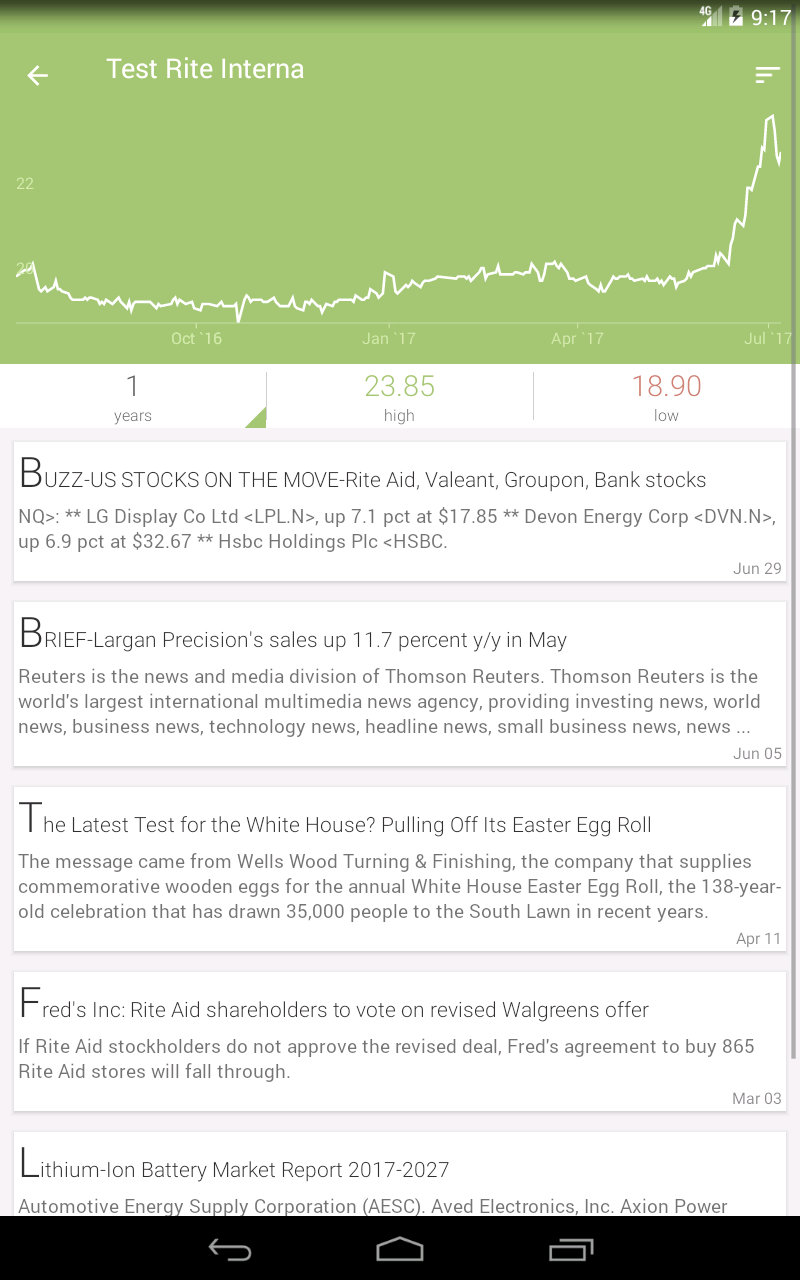 4G 9:17
Test Rite Interna
22
20
Oct `16 Jan `17 Apr `17 Jul `17
1 23.85 18.90
years high low
BUZZ-US STOCKS ON THE MOVE-Rite Aid, Valeant, Groupon, Bank stocks
NQ>: ** LG Display Co Ltd <LPL.N>, up 7.1 pct at $17.85 ** Devon Energy Corp <DVN.N>,
up 6.9 pct at $32.67 ** Hsbc Holdings Plc <HSBC.
Jun 29
BRIEF-Largan Precision's sales up 11.7 percent y/y in May
Reuters is the news and media division of Thomson Reuters. Thomson Reuters is the
world's largest international multimedia news agency, providing investing news, world
news, business news, technology news, headline news, small business news, news ...
Jun 05
The Latest Test for the White House? Pulling Off Its Easter Egg Roll
The message came from Wells Wood Turning & Finishing, the company that supplies
commemorative wooden eggs for the annual White House Easter Egg Roll, the 138-year-
old celebration that has drawn 35,000 people to the South Lawn in recent years.
Apr 11
Fred's Inc: Rite Aid shareholders to vote on revised Walgreens offer
If Rite Aid stockholders do not approve the revised deal, Fred's agreement to buy 865
Rite Aid stores will fall through.
Mar 03
Lithium-Ion Battery Market Report 2017-2027
Automotive Energy Supply Corporation (AESC). Aved Electronics, Inc. Axion Power